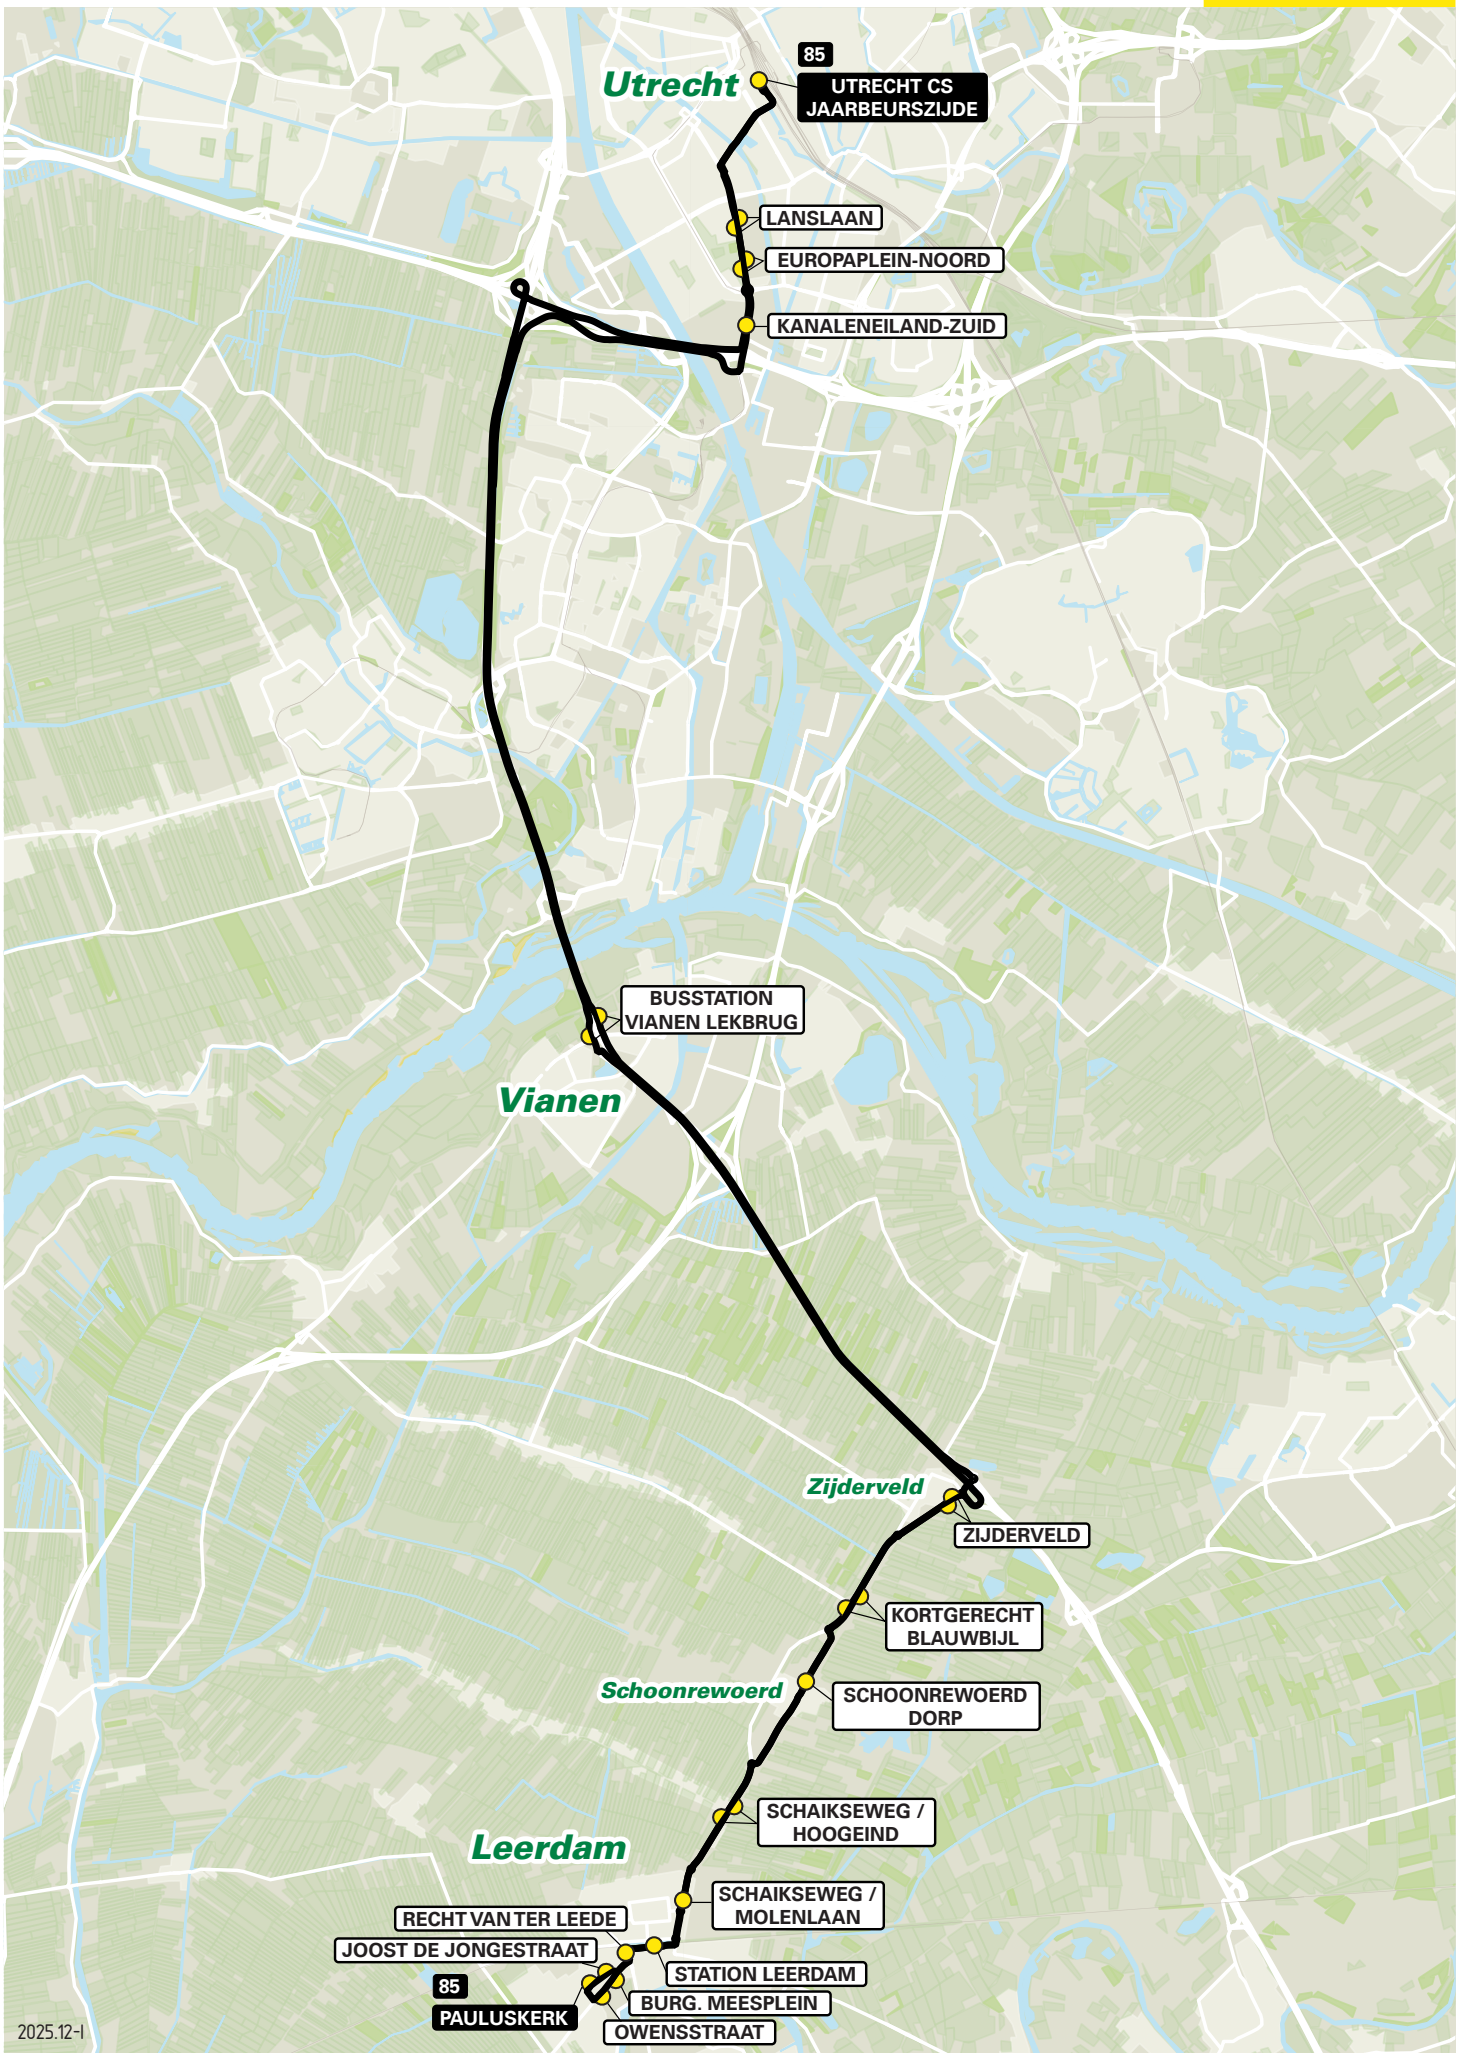 85
Utrecht
UTRECHT CS
JAARBEURSZIJDE
LANSLAAN
EUROPAPLEIN-NOORD
KANALENEILAND-ZUID
BUSSTATION
VIANEN LEKBRUG
Vianen
Zijderveld
ZIJDERVELD
KORTGERECHT
BLAUWBIJL
Schoonrewoerd
SCHOONREWOERD
DORP
SCHAIKSEWEG /
HOOGEIND
Leerdam
SCHAIKSEWEG /
MOLENLAAN
RECHT VAN TER LEEDE
JOOST DE JONGESTRAAT
STATION LEERDAM
85
BURG. MEESPLEIN
PAULUSKERK
OWENSSTRAAT
2025.12-I